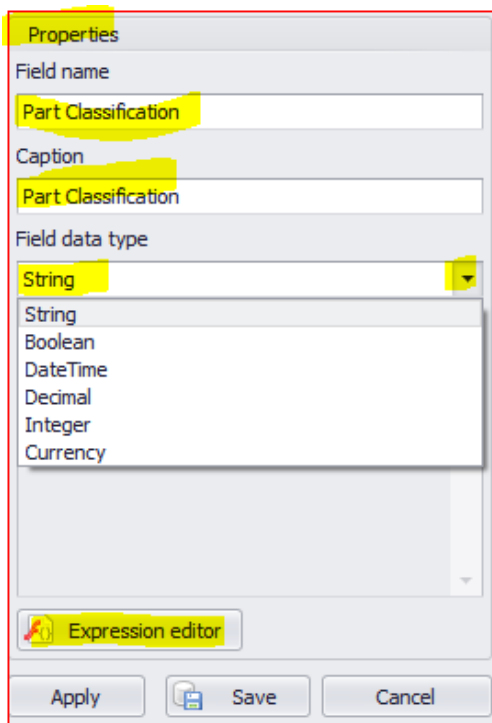 Properties
Field name
Part Classification
Caption
Part Classification
Field data type
String
String
Boolean
DateTime
Decimal
Integer
Currency
Expression editor
Apply Save Cancel